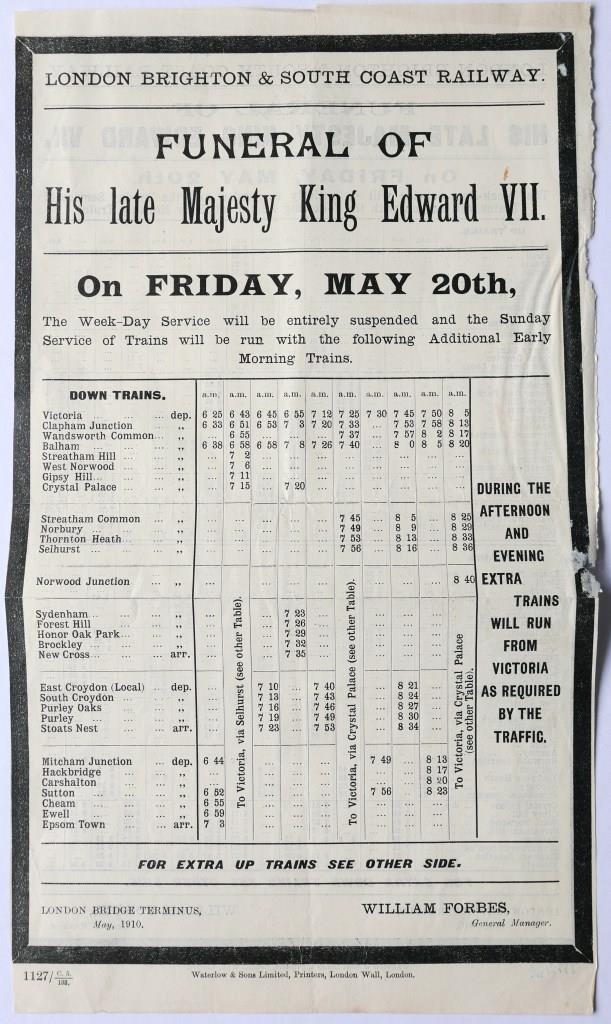 LONDON BRIGHTON & SOUTH COAST RAILWAY.
FUNERAL OF
His late Majesty King Edward VII.
On FRIDAY, MAY 20th,
The Week-Day Service will be entirely suspended and the Sunday
Service of Trains will be run with the following Additional Early
Morning Trains.
DOWN TRAINS. a.m. a.m. a.m. a.m. a.m. a.m. a.m. a.m. a.m. a.m.
Victoria ... ... ... dep. 6 25 6 43 6 45 6 55 7 12 7 25 7 30 7 45 7 50 8 5
Clapham Junction ... ,, 6 33 6 51 6 53 7 3 7 20 7 33 ... 7 53 7 58 8 13
Wandsworth Common... ,, ... 6 55 ... ... ... 7 37 ... 7 57 8 2 8 17
Balham ... ... ... ,, 6 38 6 58 6 58 7 8 7 26 7 40 ... 8 0 8 5 8 20
Streatham Hill ... ... ,, ... 7 2 ... ... ... ... ... ... ... ...
West Norwood ... ,, ... 7 6 ... ... ... ... ... ... ... ...
Gipsy Hill... ... ... ,, ... 7 11 ... ... ... ... ... ... ... ...
Crystal Palace ... ... ,, ... 7 15 ... 7 20 ... ... ... ... ... ...
Streatham Common ... ,, ... ... ... ... ... 7 45 ... 8 5 ... 8 25
Norbury ... ... ... ,, ... ... ... ... ... 7 49 ... 8 9 ... 8 29
Thornton Heath ... ... ,, ... ... ... ... ... 7 53 ... 8 13 ... 8 33
Selhurst ... ... ... ,, ... ... ... ... ... 7 56 ... 8 16 ... 8 36
Norwood Junction ... ,, ... ... ... ... ... ... ... 8 40
Sydenham ... ... ... ,, ... ... 7 23 ... ... ... ...
Forest Hill ... ... ,, ... ... 7 26 ... ... ... ...
Honor Oak Park... ... ,, ... ... 7 29 ... ... ... ...
Brockley ... ... ... ,, ... ... 7 32 ... ... ... ...
New Cross... ... ... arr. ... ... 7 35 ... ... ... ...
East Croydon (Local) ... dep. ... 7 10 ... 7 40 ... 8 21 ...
South Croydon ... ... ,, ... 7 13 ... 7 43 ... 8 24 ...
Purley Oaks ... ... ,, ... 7 16 ... 7 46 ... 8 27 ...
Purley ... ... ... ,, ... 7 19 ... 7 49 ... 8 30 ...
Stoats Nest ... ... arr. ... 7 23 ... 7 53 ... 8 34 ...
Mitcham Junction ... dep. 6 44 ... ... ... 7 49 ... 8 13
Hackbridge ... ... ,, ... ... ... ... ... ... 8 17
Carshalton ... ... ,, ... ... ... ... ... ... 8 20
Sutton ... ... ... ,, 6 52 ... ... ... 7 56 ... 8 23
Cheam ... ... ... ,, 6 55 ... ... ... ... ... ...
Ewell ... ... ... ,, 6 59 ... ... ... ... ... ...
Epsom Town ... ... arr. 7 3 ... ... ... ... ... ...
To Victoria, via Selhurst (see other Table).
To Victoria, via Crystal Palace (see other Table).
To Victoria, via Crystal Palace
(see other Table).
DURING THE
AFTERNOON
AND
EVENING
EXTRA
TRAINS
WILL RUN
FROM
VICTORIA
AS REQUIRED
BY THE
TRAFFIC.
FOR EXTRA UP TRAINS SEE OTHER SIDE.
LONDON BRIDGE TERMINUS,
May, 1910.
WILLIAM FORBES,
General Manager.
1127/ C. 5. 133.
Waterlow & Sons Limited, Printers, London Wall, London.